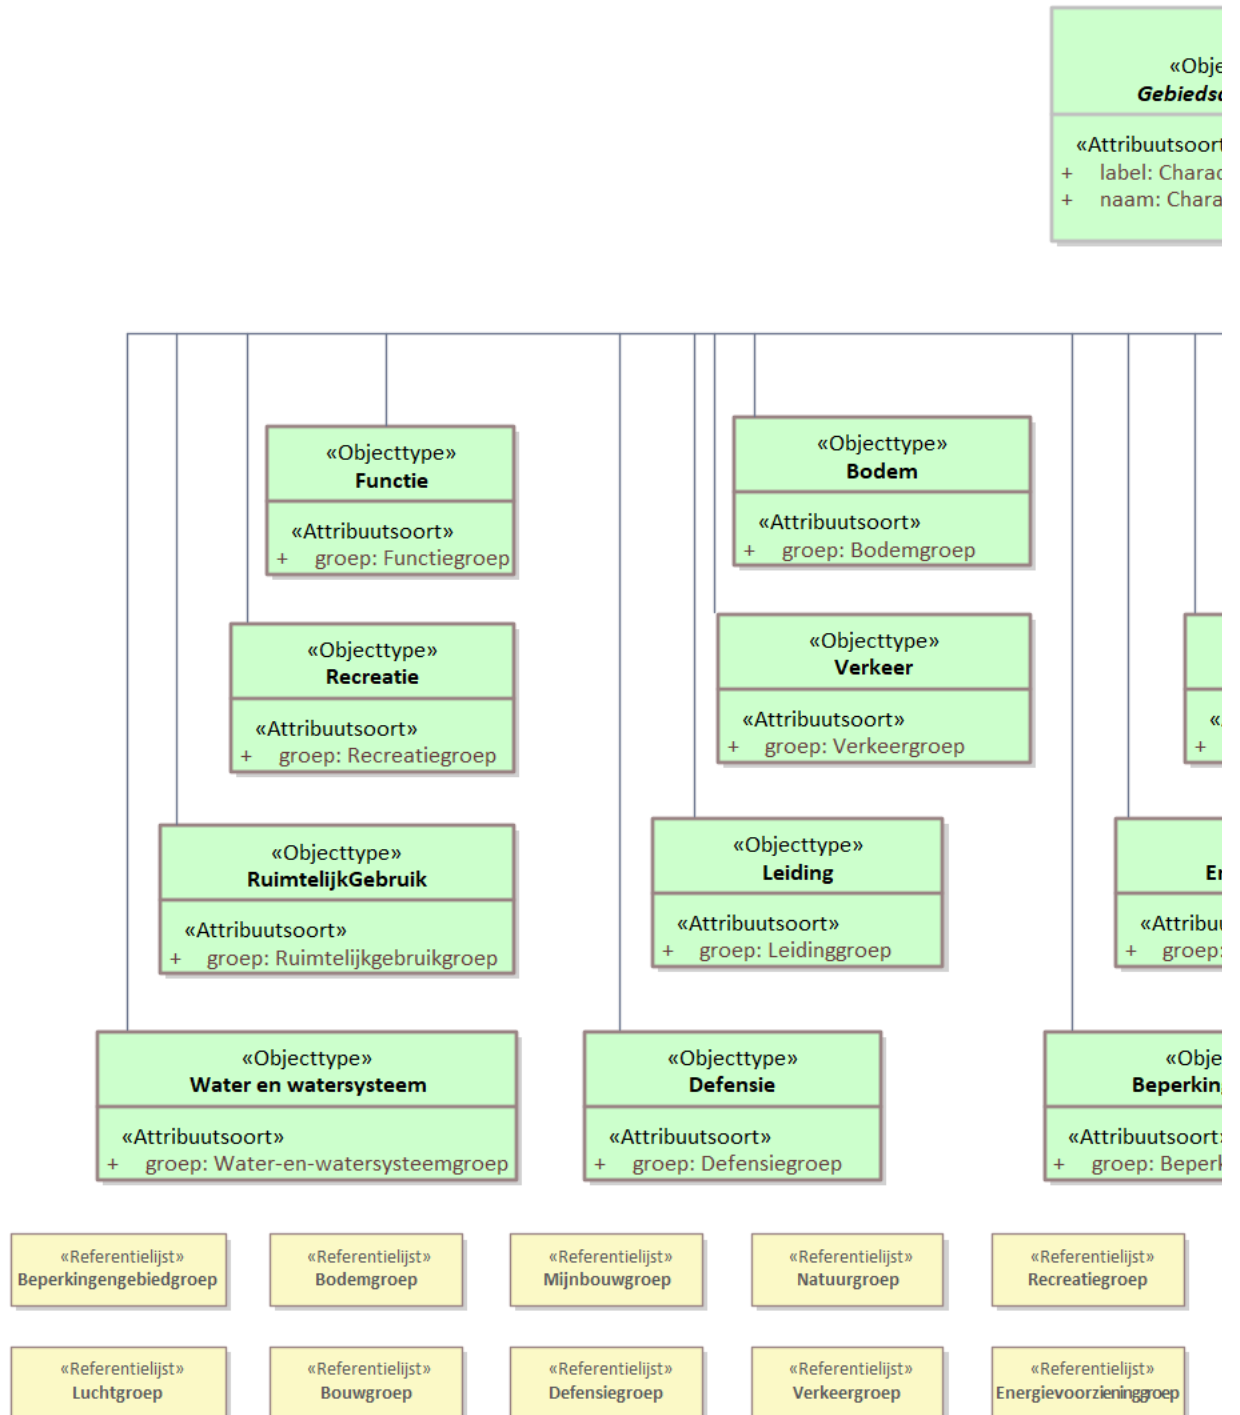 «Obje
Gebieds
«Attribuutsoort
+ label: Charac
+ naam: Chara
«Objecttype»
Functie
«Attribuutsoort»
+ groep: Functiegroep
«Objecttype»
Bodem
«Attribuutsoort»
+ groep: Bodemgroep
«Objecttype»
Recreatie
«Attribuutsoort»
+ groep: Recreatiegroep
«Objecttype»
Verkeer
«Attribuutsoort»
+ groep: Verkeergroep
«
+
«Objecttype»
RuimtelijkGebruik
«Attribuutsoort»
+ groep: Ruimtelijkgebruikgroep
«Objecttype»
Leiding
«Attribuutsoort»
+ groep: Leidinggroep
Er
«Attribu
+ groep:
«Objecttype»
Water en watersysteem
«Attribuutsoort»
+ groep: Water-en-watersysteemgroep
«Objecttype»
Defensie
«Attribuutsoort»
+ groep: Defensiegroep
«Obje
Beperking
«Attribuutsoort»
+ groep: Beperk
«Referentielijst»
Beperkingengebiedgroep
«Referentielijst»
Bodemgroep
«Referentielijst»
Mijnbouwgroep
«Referentielijst»
Natuurgroep
«Referentielijst»
Recreatiegroep
«Referentielijst»
Luchtgroep
«Referentielijst»
Bouwgroep
«Referentielijst»
Defensiegroep
«Referentielijst»
Verkeergroep
«Referentielijst»
Energievoorzieninggroep